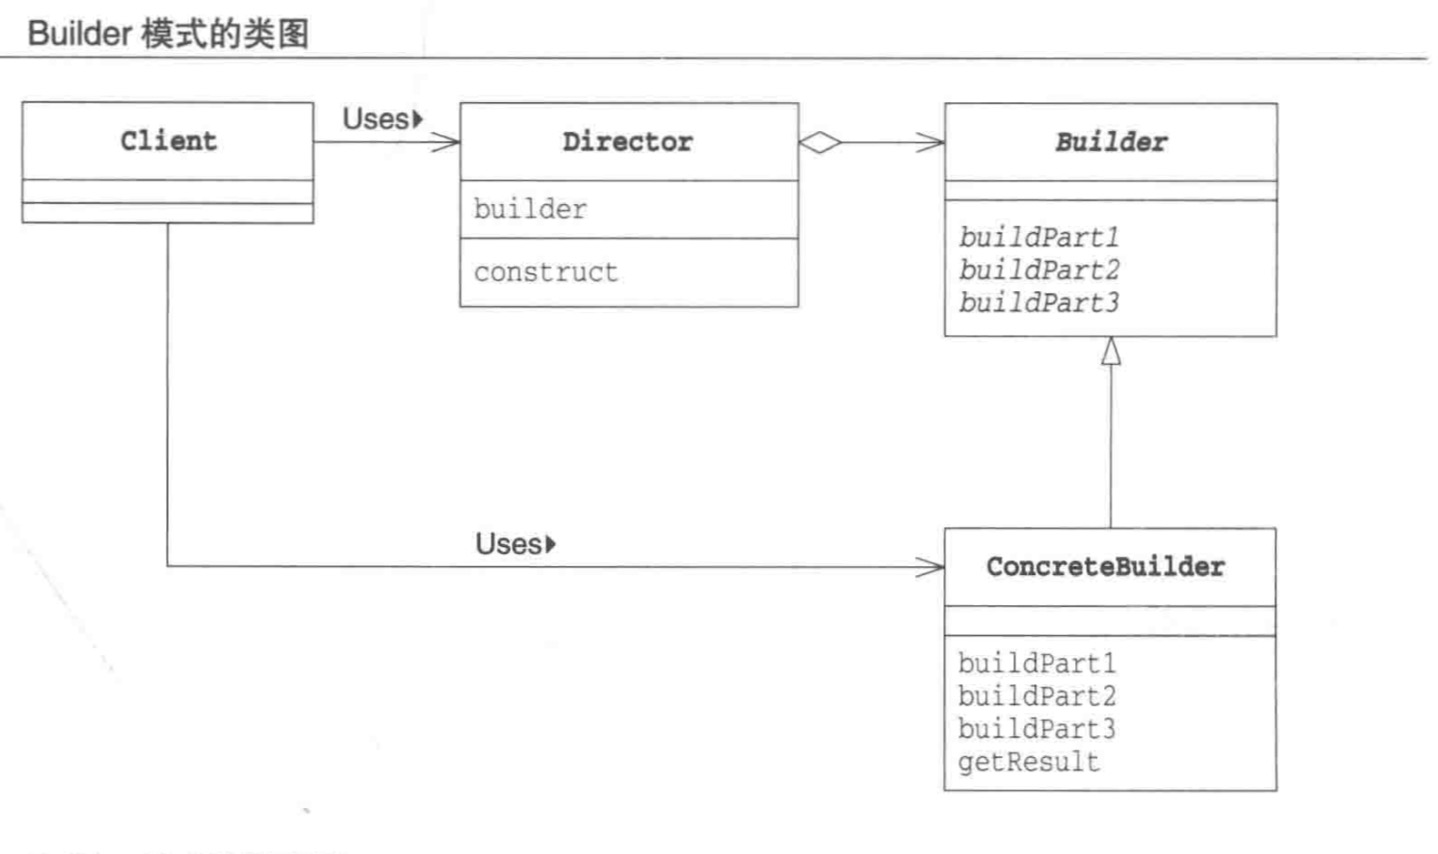 Builder 模式的类图
Client
Uses
Director
builder
construct
Builder
buildPart1
buildPart2
buildPart3
Uses
ConcreteBuilder
buildPart1
buildPart2
buildPart3
getResult